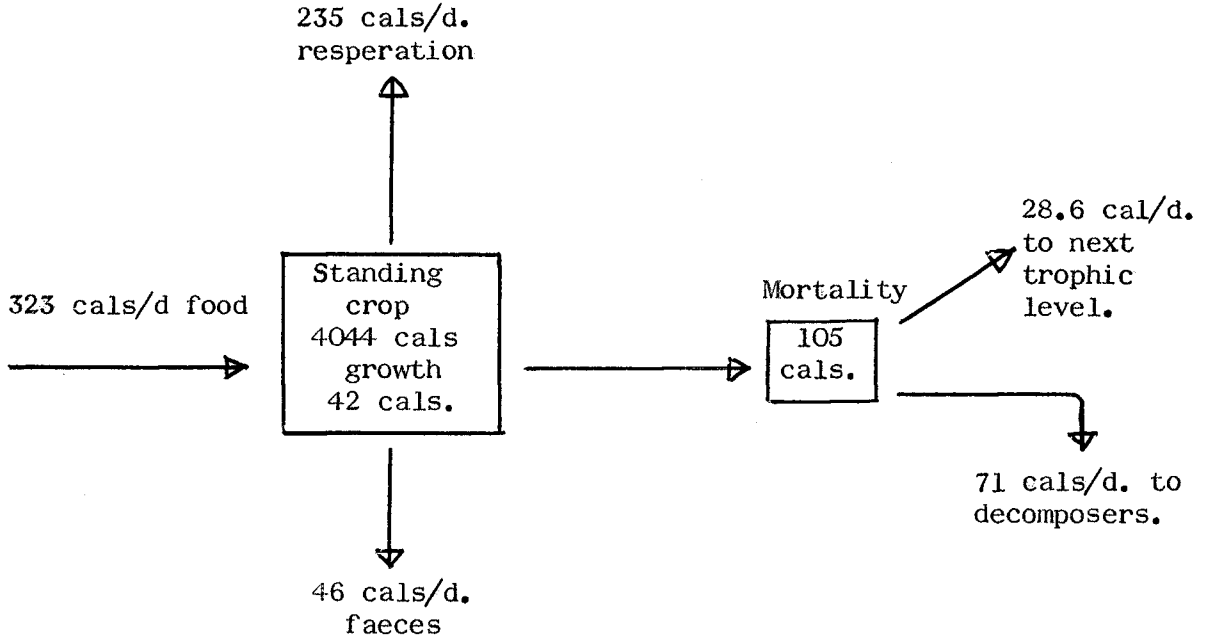 235 cals/d.
resperation
323 cals/d food
Standing
crop
4044 cals
growth
42 cals.
Mortality
105
cals.
28.6 cal/d.
to next
trophic
level.
71 cals/d. to
decomposers.
46 cals/d.
faeces